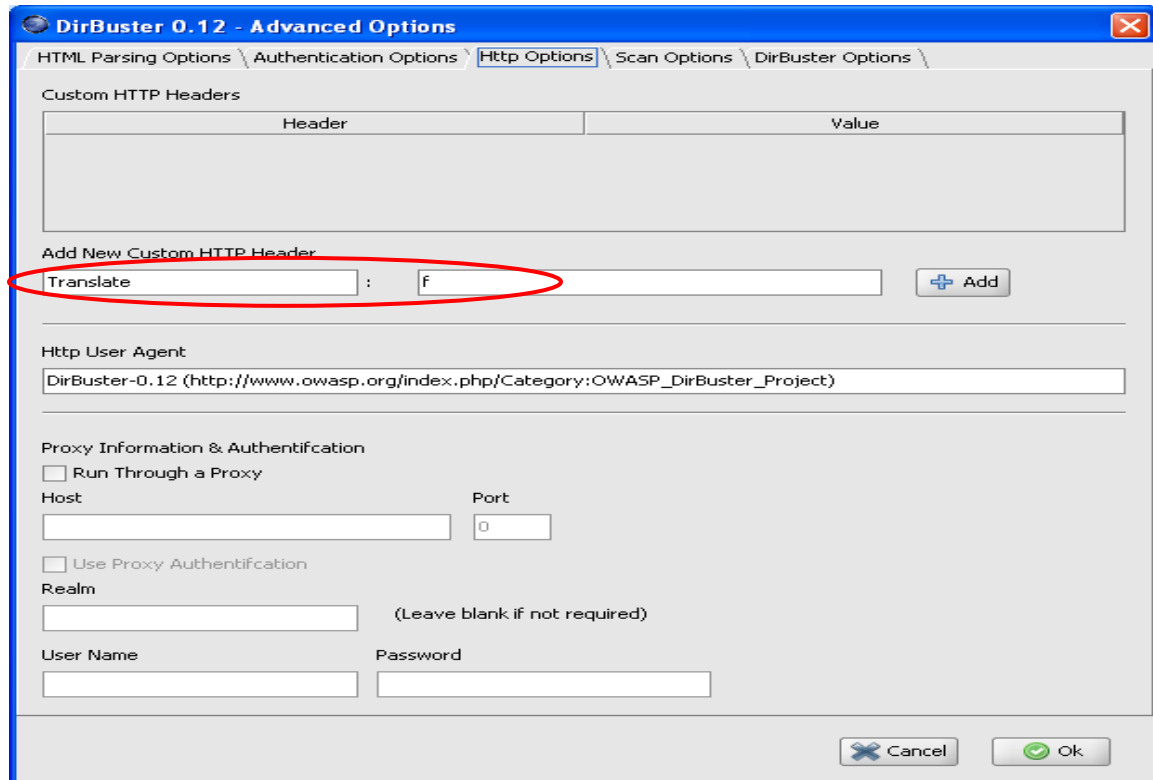 DirBuster 0.12 - Advanced Options
HTML Parsing Options \ Authentication Options \ Http Options \ Scan Options \ DirBuster Options \
Custom HTTP Headers
Header Value
Add New Custom HTTP Header
Translate : f Add
Http User Agent
DirBuster-0.12 (http://www.owasp.org/index.php/Category:OWASP_DirBuster_Project)
Proxy Information & Authentifcation
Run Through a Proxy
Host Port
0
Use Proxy Authentifcation
Realm
(Leave blank if not required)
User Name Password
Cancel Ok